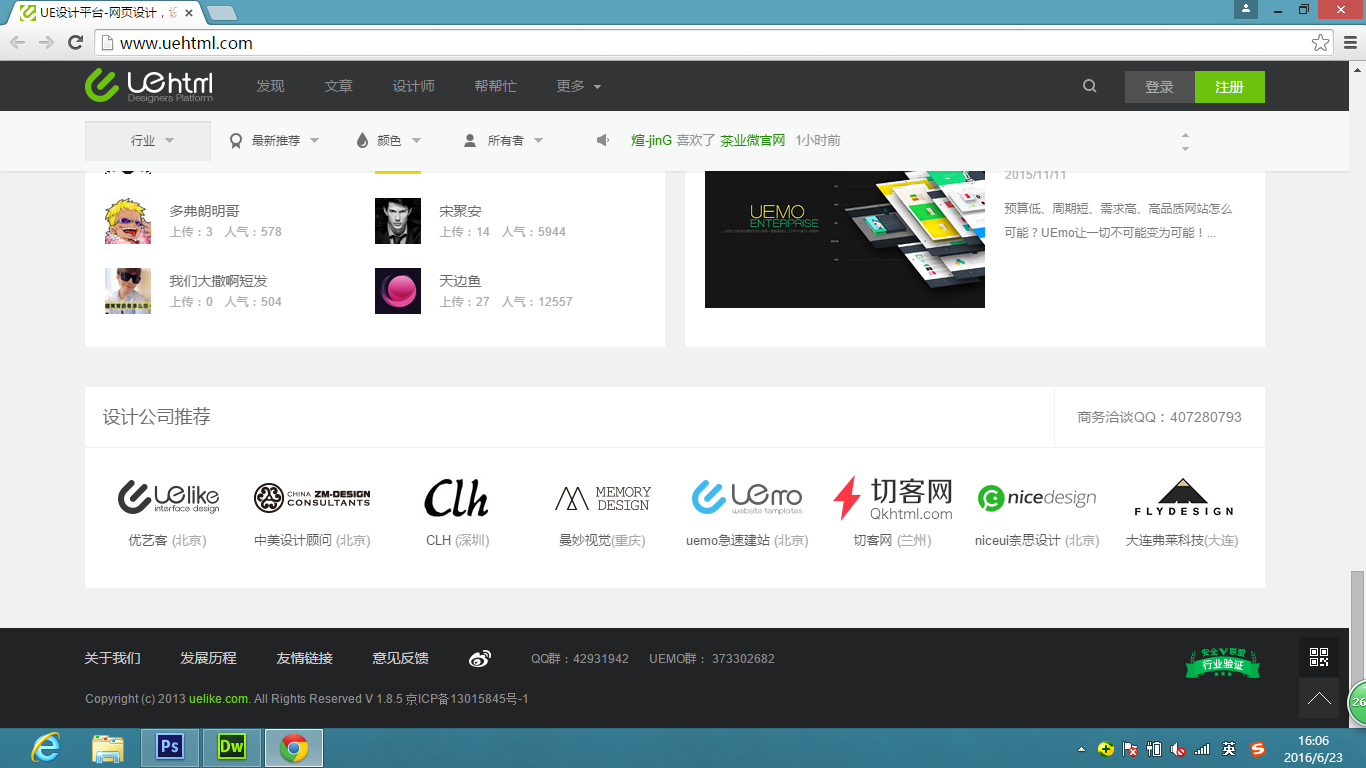 UE设计平台-网页设计，设
www.uehtml.com
uehtml
Designers Platform
发现 文章 设计师 帮帮忙 更多
登录 注册
行业 最新推荐 颜色 所有者
煊-jinG 喜欢了 茶业微官网 1小时前
多弗朗明哥
上传：3 人气：578
宋聚安
上传：14 人气：5944
我们大撒啊短发
上传：0 人气：504
天边鱼
上传：27 人气：12557
UEMO
ENTERPRISE
2015/11/11
预算低、周期短、需求高、高品质网站怎么
可能？UEmo让一切不可能变为可能！...
设计公司推荐
商务洽谈QQ：407280793
uelike
interface design
CHINA ZM-DESIGN
CONSULTANTS
Clh
MEMORY
DESIGN
uemo
website templates
切客网
Qkhtml.com
nicedesign
FLYDESIGN
优艺客 (北京)
中美设计顾问 (北京)
CLH (深圳)
曼妙视觉(重庆)
uemo急速建站 (北京)
切客网 (兰州)
niceui亲思设计 (北京)
大连弗莱科技(大连)
关于我们 发展历程 友情链接 意见反馈
QQ群：42931942 UEMO群： 373302682
安全V联盟
行业验证
Copyright (c) 2013 uelike.com. All Rights Reserved V 1.8.5 京ICP备13015845号-1
26
Ps
Dw
英
16:06
2016/6/23